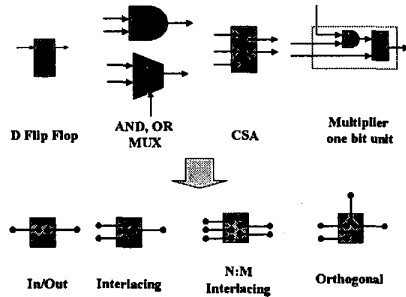 D Flip Flop
AND, OR
MUX
CSA
Multiplier
one bit unit
In/Out
Interlacing
N:M
Interlacing
Orthogonal